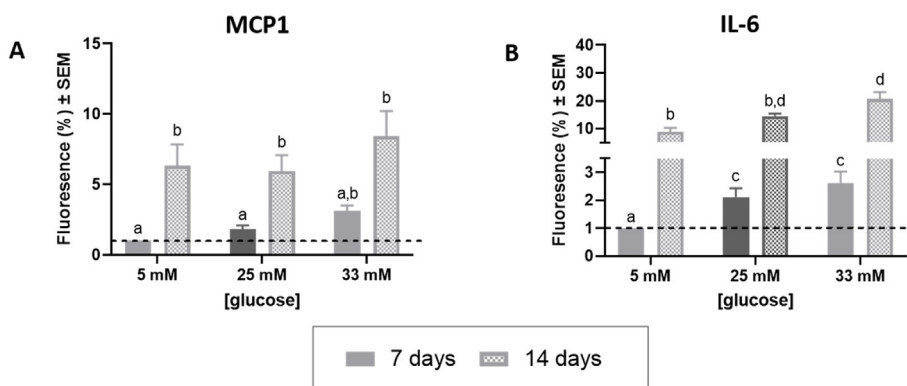 MCP1
A
Fluoresence (%) ± SEM
15
10
5
0
a
b
a
b
a,b
b
5 mM
25 mM
33 mM
[glucose]
IL-6
B
Fluoresence (%) ± SEM
40
30
20
10
4
3
2
1
0
a
b
c
b,d
c
d
5 mM
25 mM
33 mM
[glucose]
7 days
14 days